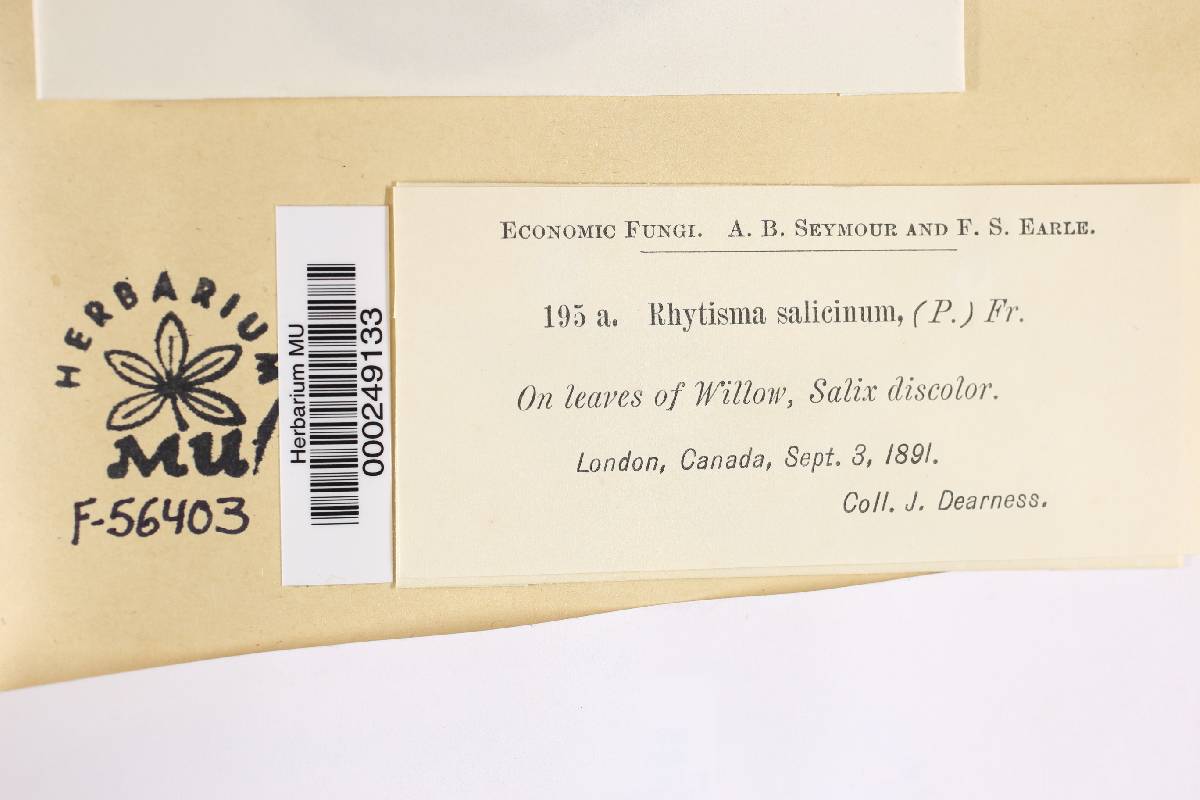 ECONOMIC FUNGI. A. B. SEYMOUR AND F. S. EARLE.
195 a. Rhytisma salicinum, (P.) Fr.
On leaves of Willow, Salix discolor.
London, Canada, Sept. 3, 1891.
Coll. J. Dearness.
Herbarium MU
000249133
HERBARIUM
MU
F-56403